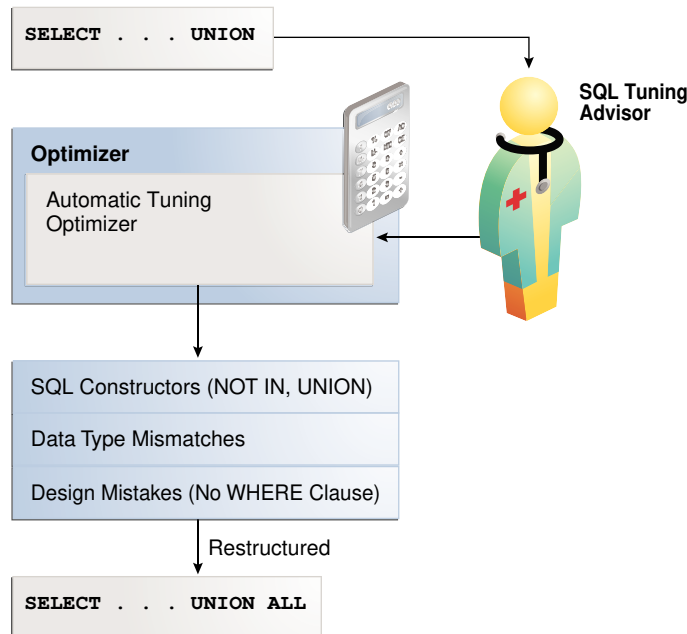 SELECT . . . UNION
SQL Tuning
Advisor
Optimizer
Automatic Tuning
Optimizer
SQL Constructors (NOT IN, UNION)
Data Type Mismatches
Design Mistakes (No WHERE Clause)
Restructured
SELECT . . . UNION ALL